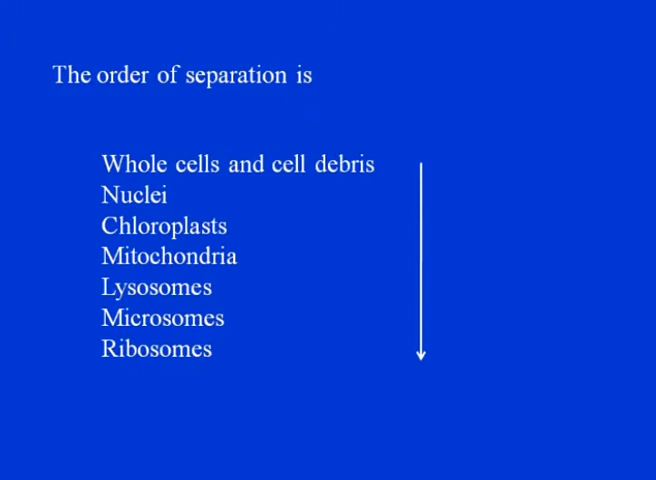 The order of separation is
Whole cells and cell debris
Nuclei
Chloroplasts
Mitochondria
Lysosomes
Microsomes
Ribosomes